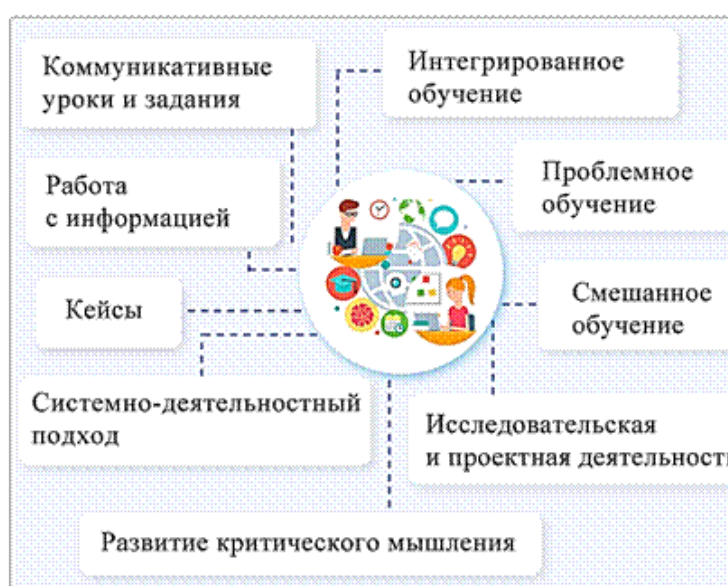 Коммуникативные
уроки и задания
Интегрированное
обучение
Работа
с информацией
Проблемное
обучение
Кейсы
Смешанное
обучение
Системно-деятельностный
подход
Исследовательская
и проектная деятельность
Развитие критического мышления